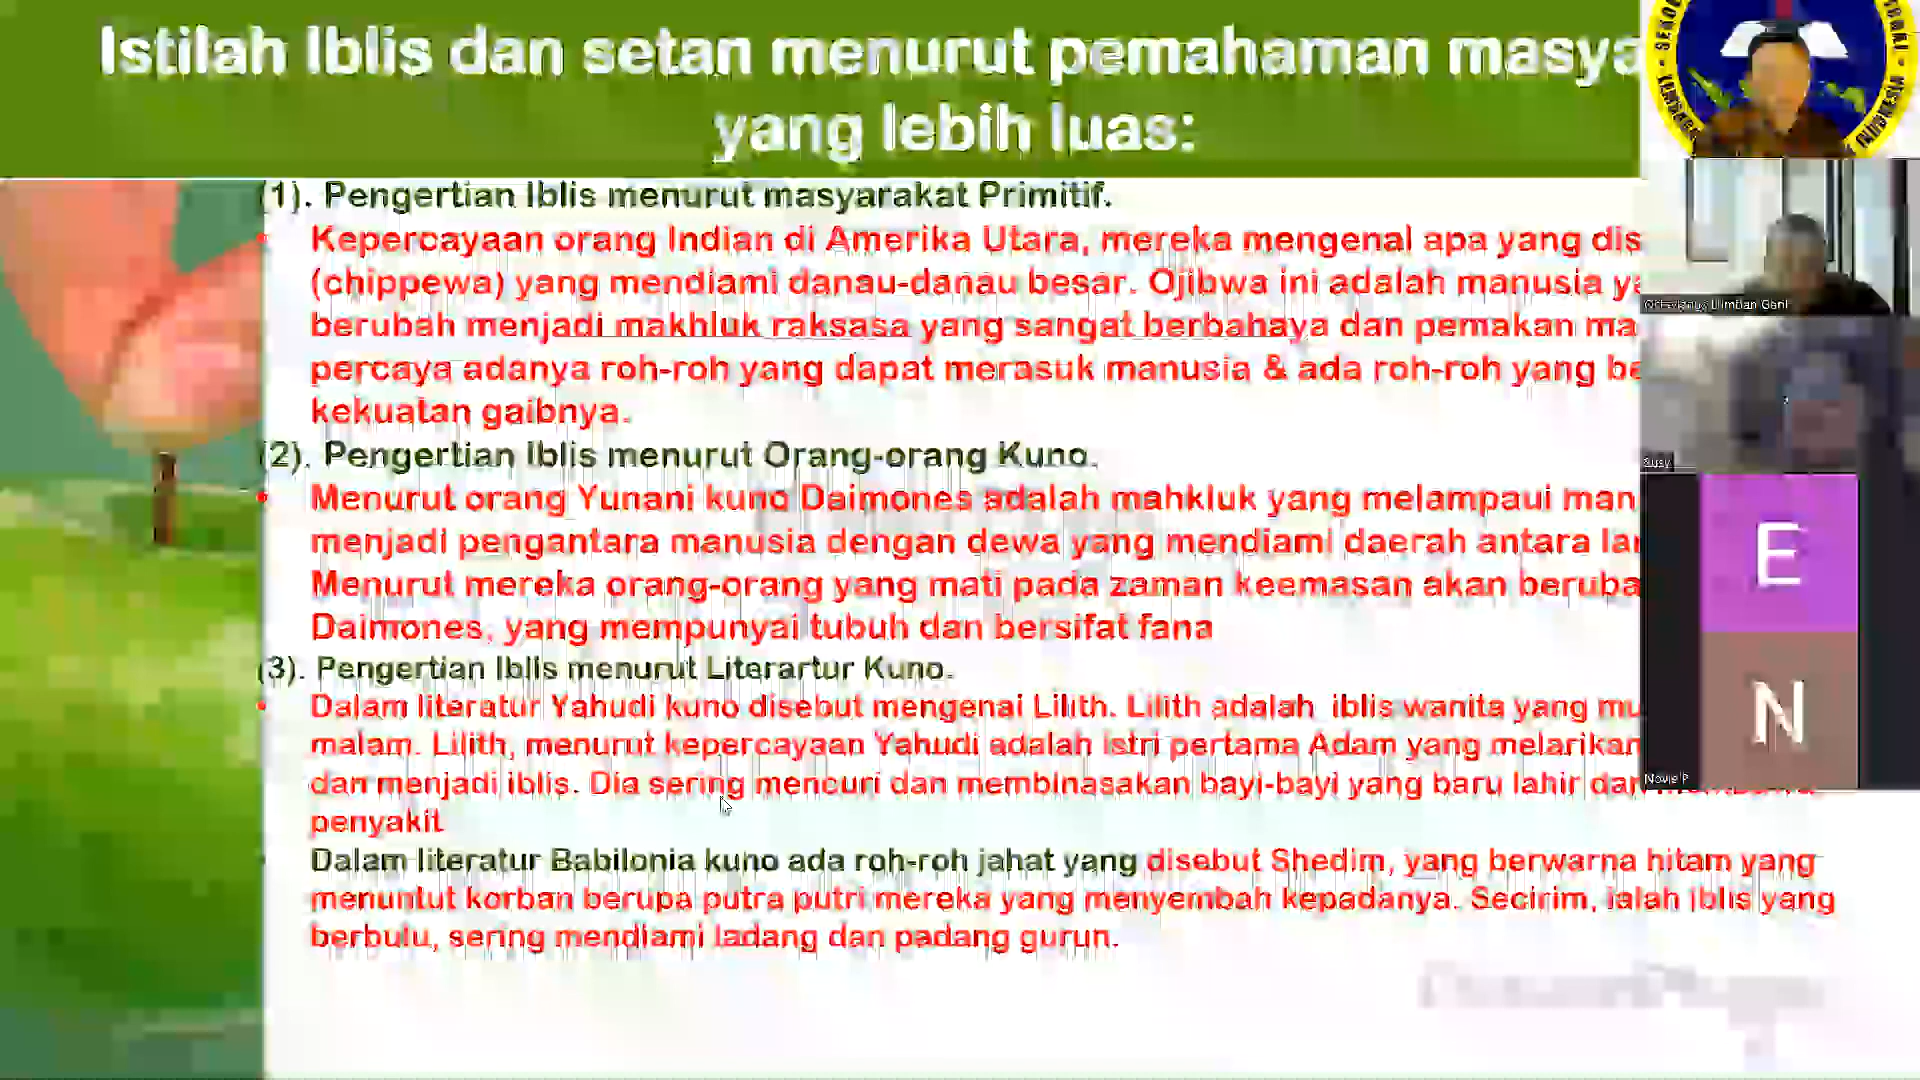 Istilah Iblis dan setan menurut pemahaman masya
yang lebih luas:
(1). Pengertian Iblis menurut masyarakat Primitif.
Kepercayaan orang Indian di Amerika Utara, mereka mengenal apa yang dis
(chippewa) yang mendiami danau-danau besar. Ojibwa ini adalah manusia ya
berubah menjadi makhluk raksasa yang sangat berbahaya dan pemakan ma
percaya adanya roh-roh yang dapat merasuk manusia & ada roh-roh yang be
kekuatan gaibnya.
(2). Pengertian Iblis menurut Orang-orang Kuno.
Menurut orang Yunani kuno Daimones adalah mahkluk yang melampaui man
menjadi pengantara manusia dengan dewa yang mendiami daerah antara lan
Menurut mereka orang-orang yang mati pada zaman keemasan akan beruba
Daimones, yang mempunyai tubuh dan bersifat fana
(3). Pengertian Iblis menurut Literartur Kuno.
Dalam literatur Yahudi kuno disebut mengenai Lilith. Lilith adalah iblis wanita yang mu
malam. Lilith, menurut kepercayaan Yahudi adalah istri pertama Adam yang melarikan
dan menjadi iblis. Dia sering mencuri dan membinasakan bayi-bayi yang baru lahir dan
penyakit
Dalam literatur Babilonia kuno ada roh-roh jahat yang disebut Shedim, yang berwarna hitam yang
menuntut korban berupa putra putri mereka yang menyembah kepadanya. Secirim, ialah Iblis yang
berbulu, sering mendiami ladang dan padang gurun.
Susy
E
N
Novie P